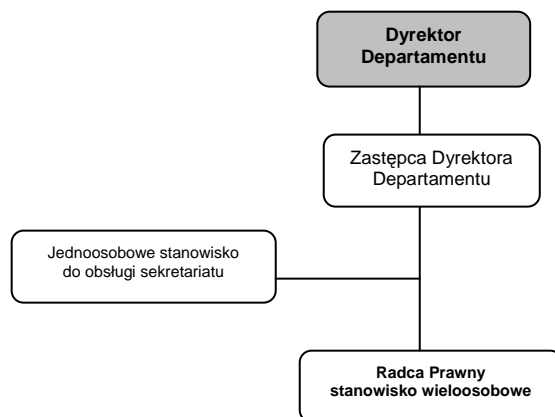 Dyrektor
Departamentu
Zastępca Dyrektora
Departamentu
Jednoosobowe stanowisko
do obsługi sekretariatu
Radca Prawny
stanowisko wieloosobowe